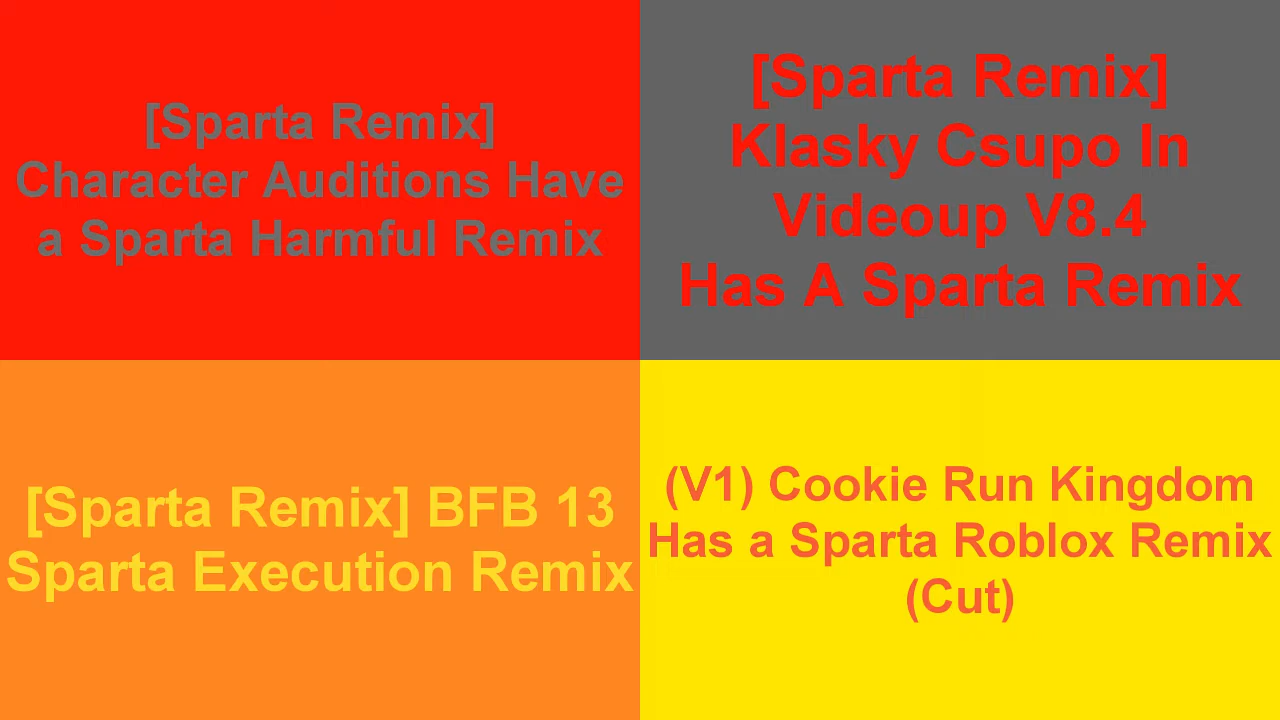 [Sparta Remix]
Character Auditions Have
a Sparta Harmful Remix
[Sparta Remix]
Klasky Csupo In
Videoup V8.4
Has A Sparta Remix
[Sparta Remix] BFB 13
Sparta Execution Remix
(V1) Cookie Run Kingdom
Has a Sparta Roblox Remix
(Cut)